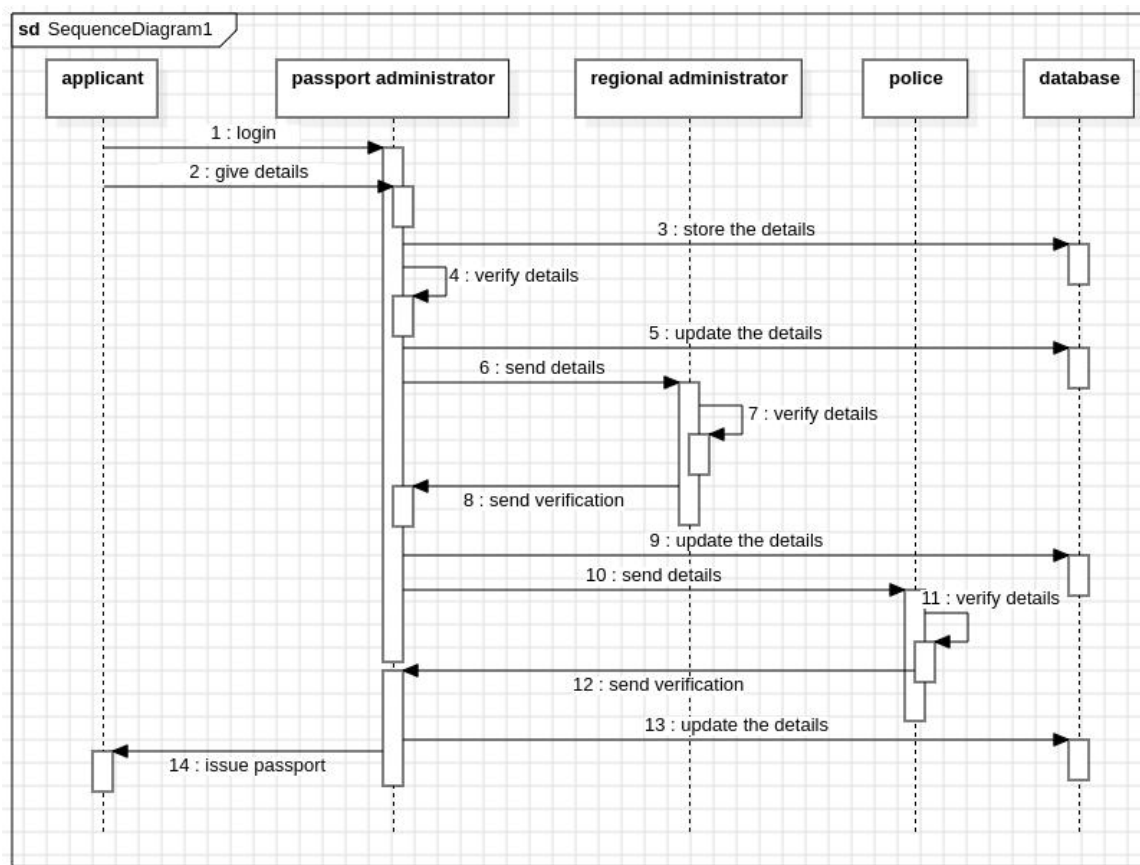 sd SequenceDiagram1
applicant
passport administrator
regional administrator
police
database
1 : login
2 : give details
3 : store the details
4 : verify details
5 : update the details
6 : send details
7 : verify details
8 : send verification
9 : update the details
10 : send details
11 : verify details
12 : send verification
13 : update the details
14 : issue passport